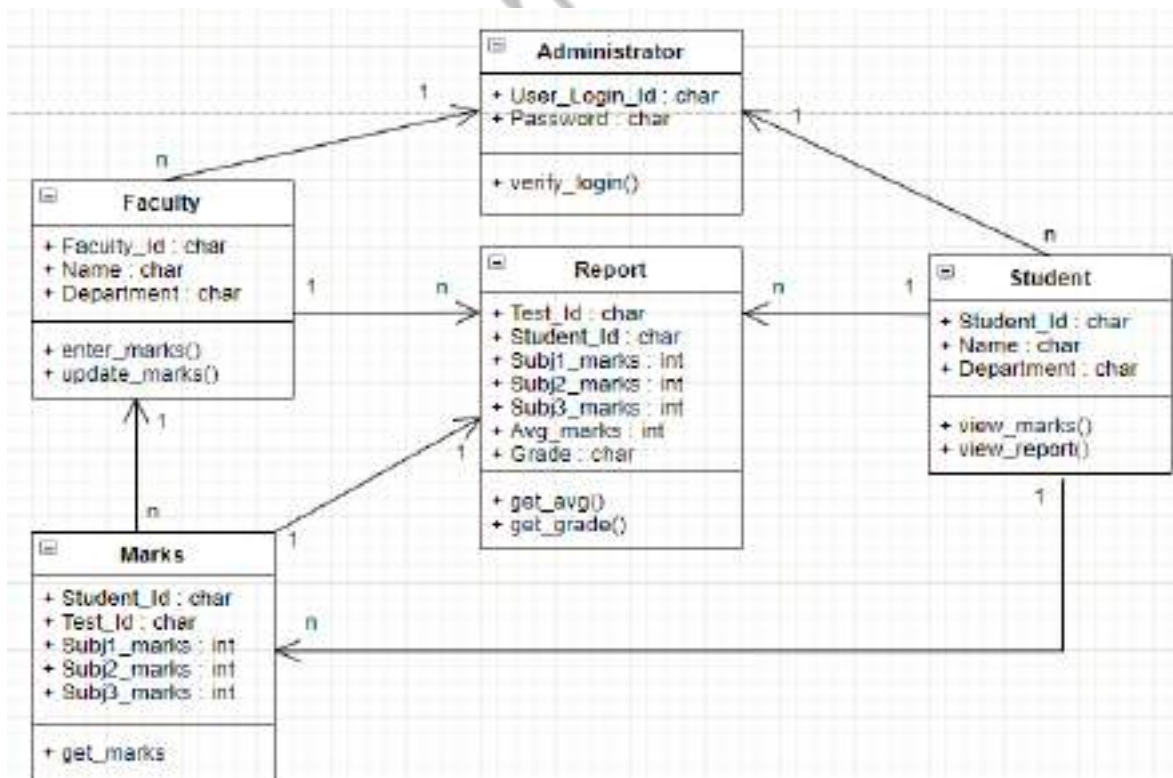 Administrator
+ User_Login_Id : char
+ Password : char
+ verify_login()
1
n
1
n
Faculty
+ Faculty_Id : char
+ Name : char
+ Department : char
+ enter_marks()
+ update_marks()
1
n
Report
+ Test_Id : char
+ Student_Id : char
+ Subj1_marks : int
+ Subj2_marks : int
+ Subj3_marks : int
+ Avg_marks : int
+ Grade : char
+ get_avg()
+ get_grade()
n
1
Student
+ Student_Id : char
+ Name : char
+ Department : char
+ view_marks()
+ view_report()
1
n
1
1
1
n
Marks
+ Student_Id : char
+ Test_Id : char
+ Subj1_marks : int
+ Subj2_marks : int
+ Subj3_marks : int
+ get_marks